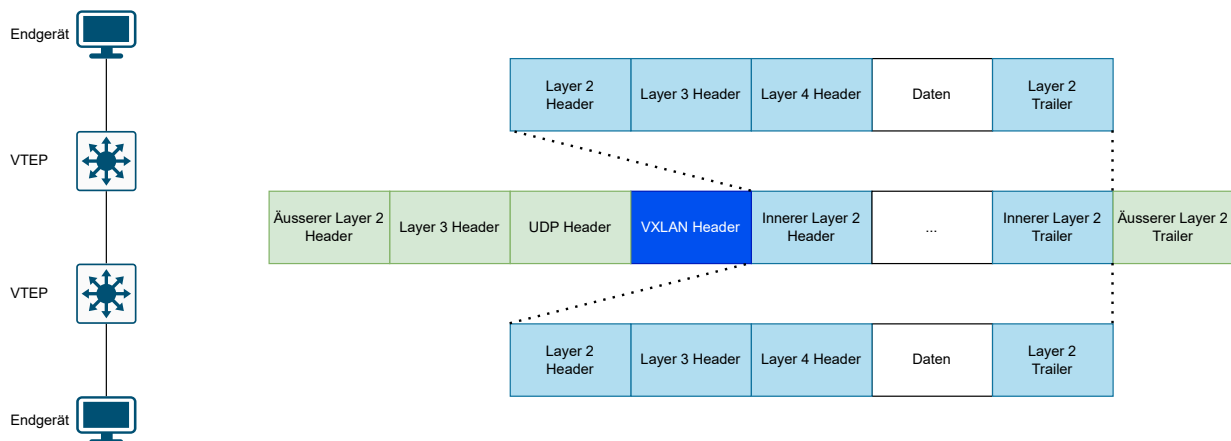 Endgerät
Layer 2
Header
Layer 3 Header
Layer 4 Header
Daten
Layer 2
Trailer
VTEP
Äusserer Layer 2
Header
Layer 3 Header
UDP Header
VXLAN Header
Innerer Layer 2
Header
...
Innerer Layer 2
Trailer
Äusserer Layer 2
Trailer
VTEP
Layer 2
Header
Layer 3 Header
Layer 4 Header
Daten
Layer 2
Trailer
Endgerät